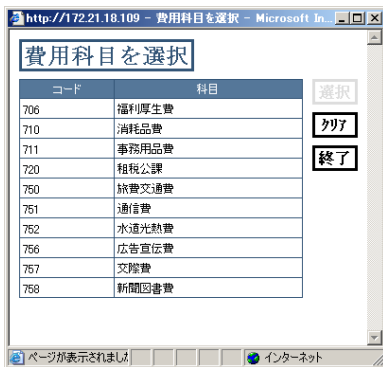 http://172.21.18.109 - 費用科目を選択 - Microsoft In...
費用科目を選択
コード 科目
706 福利厚生費
710 消耗品費
711 事務用品費
720 租税公課
750 旅費交通費
751 通信費
752 水道光熱費
756 広告宣伝費
757 交際費
758 新聞図書費
選択
クリア
終了
ページが表示されました インターネット